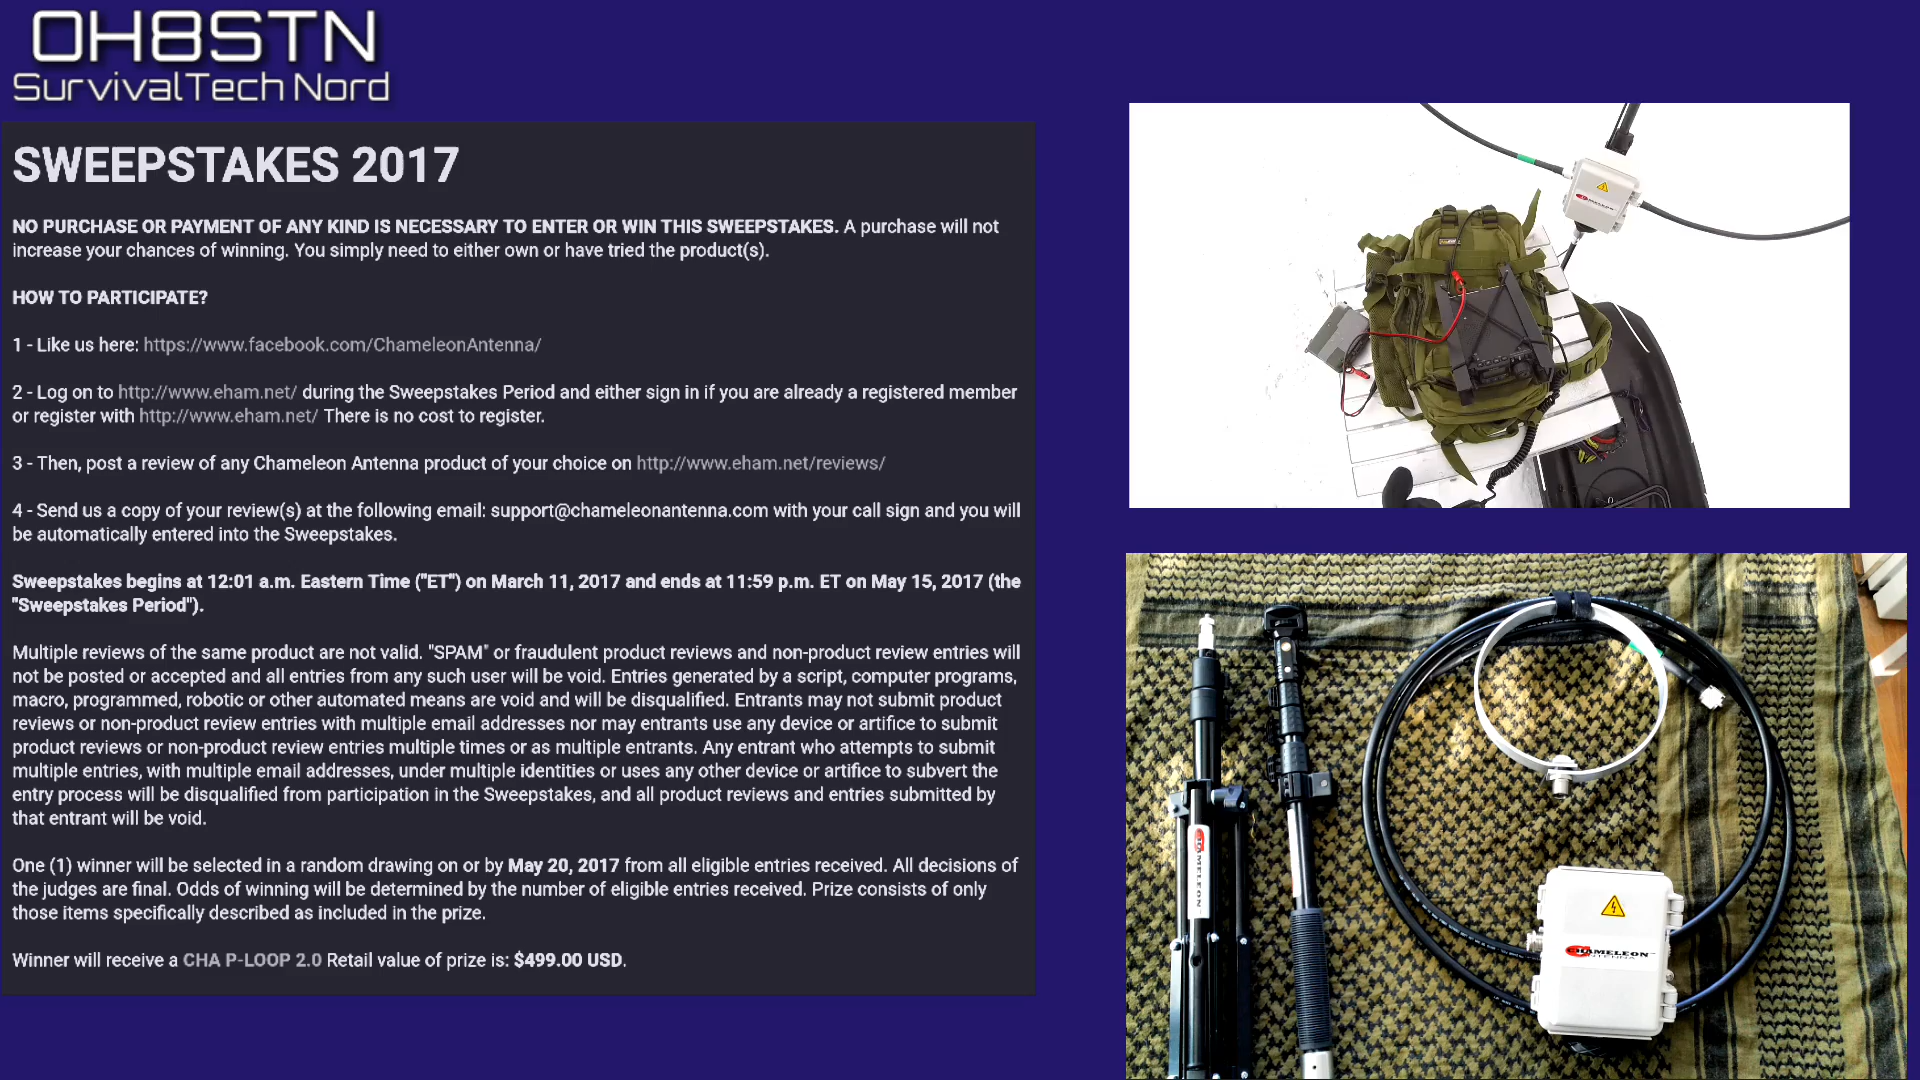 OH8STN
SurvivalTech Nord
SWEEPSTAKES 2017
NO PURCHASE OR PAYMENT OF ANY KIND IS NECESSARY TO ENTER OR WIN THIS SWEEPSTAKES. A purchase will not
increase your chances of winning. You simply need to either own or have tried the product(s).
HOW TO PARTICIPATE?
1 - Like us here: https://www.facebook.com/ChameleonAntenna/
2 - Log on to http://www.eham.net/ during the Sweepstakes Period and either sign in if you are already a registered member
or register with http://www.eham.net/ There is no cost to register.
3 - Then, post a review of any Chameleon Antenna product of your choice on http://www.eham.net/reviews/
4 - Send us a copy of your review(s) at the following email: support@chameleonantenna.com with your call sign and you will
be automatically entered into the Sweepstakes.
Sweepstakes begins at 12:01 a.m. Eastern Time ("ET") on March 11, 2017 and ends at 11:59 p.m. ET on May 15, 2017 (the
"Sweepstakes Period").
Multiple reviews of the same product are not valid. "SPAM" or fraudulent product reviews and non-product review entries will
not be posted or accepted and all entries from any such user will be void. Entries generated by a script, computer programs,
macro, programmed, robotic or other automated means are void and will be disqualified. Entrants may not submit product
reviews or non-product review entries with multiple email addresses nor may entrants use any device or artifice to submit
product reviews or non-product review entries multiple times or as multiple entrants. Any entrant who attempts to submit
multiple entries, with multiple email addresses, under multiple identities or uses any other device or artifice to subvert the
entry process will be disqualified from participation in the Sweepstakes, and all product reviews and entries submitted by
that entrant will be void.
One (1) winner will be selected in a random drawing on or by May 20, 2017 from all eligible entries received. All decisions of
the judges are final. Odds of winning will be determined by the number of eligible entries received. Prize consists of only
those items specifically described as included in the prize.
Winner will receive a CHA P-LOOP 2.0 Retail value of prize is: $499.00 USD.
CHAMELEON
CHAMELEON
CHAMELEON™
ANTENNA